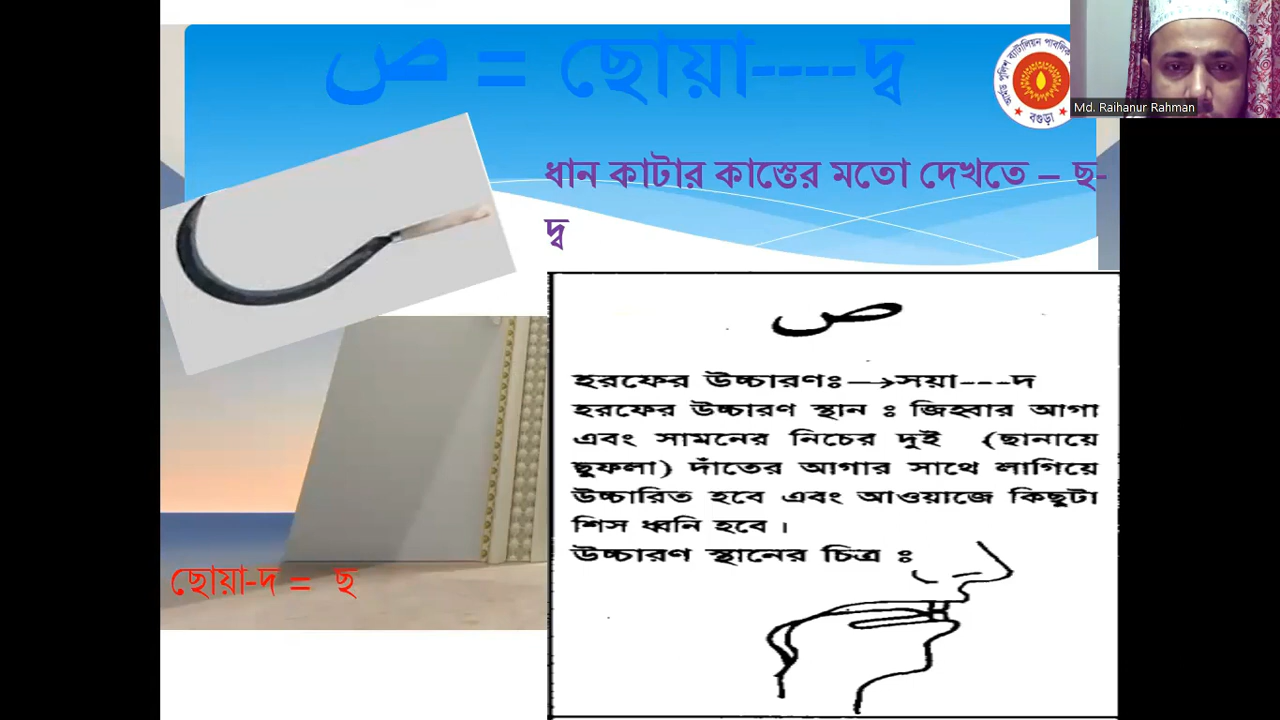 ص = ছোয়া----দ্ব
Md. Raihanur Rahman
বগুড়া
ধান কাটার কাস্তের মতো দেখতে – ছ-
দ্ব
ص
হরফের উচ্চারণঃ—→সয়া---দ
হরফের উচ্চারণ স্থান ঃ জিহ্বার আগা
এবং সামনের নিচের দুই (ছানায়ে
ছুফলা) দাঁতের আগার সাথে লাগিয়ে
উচ্চারিত হবে এবং আওয়াজে কিছুটা
শিস ধ্বনি হবে।
উচ্চারণ স্থানের চিত্র ঃ
ছোয়া-দ = ছ